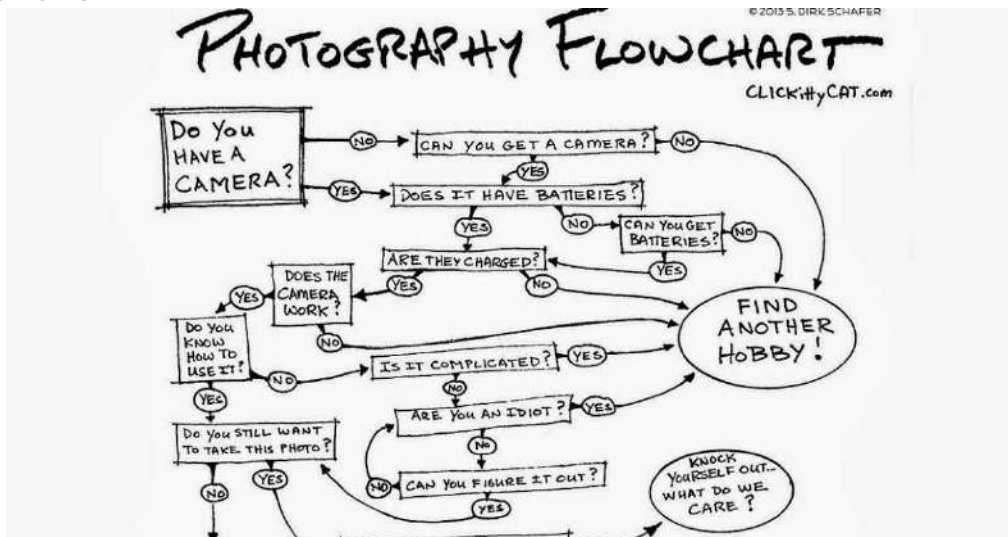 © 2013 S. DIRK SCHAFER
PHOTOGRAPHY FLOWCHART
CLICKittyCAT.com
DO YOU
HAVE A
CAMERA?
NO
CAN YOU GET A CAMERA?
NO
YES
YES
DOES IT HAVE BATTERIES?
YES
NO
CAN YOU GET
BATTERIES?
NO
YES
ARE THEY CHARGED?
YES
NO
DOES THE
CAMERA
WORK?
YES
NO
FIND
ANOTHER
HOBBY!
DO YOU
KNOW
HOW TO
USE IT?
NO
YES
IS IT COMPLICATED?
YES
NO
ARE YOU AN IDIOT?
YES
NO
DO YOU STILL WANT
TO TAKE THIS PHOTO?
NO
YES
CAN YOU FIGURE IT OUT?
NO
YES
KNOCK
YOURSELF OUT...
WHAT DO WE
CARE?